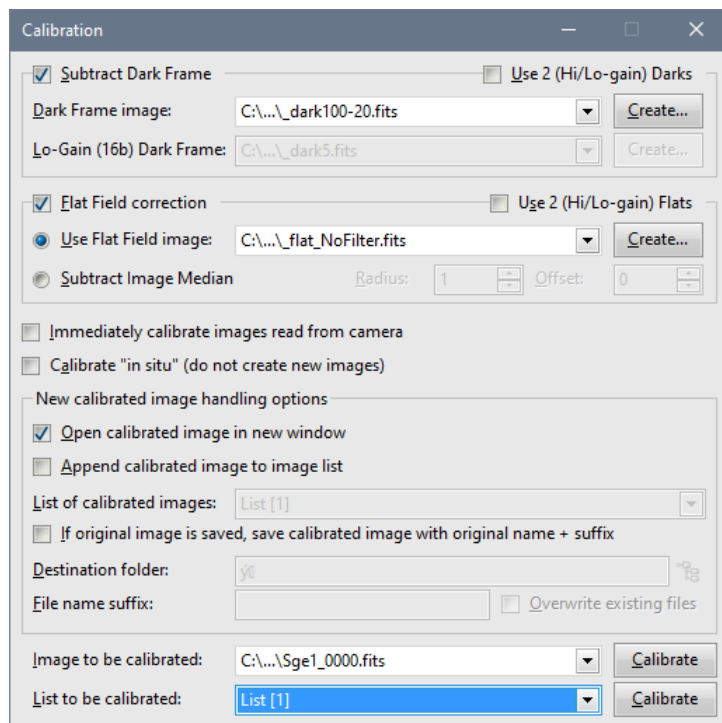 Calibration
Subtract Dark Frame Use 2 (Hi/Lo-gain) Darks
Dark Frame image: C:\...\_dark100-20.fits Create...
Lo-Gain (16b) Dark Frame: C:\...\_dark5.fits Create...
Flat Field correction Use 2 (Hi/Lo-gain) Flats
Use Flat Field image: C:\...\_flat_NoFilter.fits Create...
Subtract Image Median Radius: 1 Offset: 0
Immediately calibrate images read from camera
Calibrate "in situ" (do not create new images)
New calibrated image handling options
Open calibrated image in new window
Append calibrated image to image list
List of calibrated images: List [1]
If original image is saved, save calibrated image with original name + suffix
Destination folder:
File name suffix: Overwrite existing files
Image to be calibrated: C:\...\Sge1_0000.fits Calibrate
List to be calibrated: List [1] Calibrate